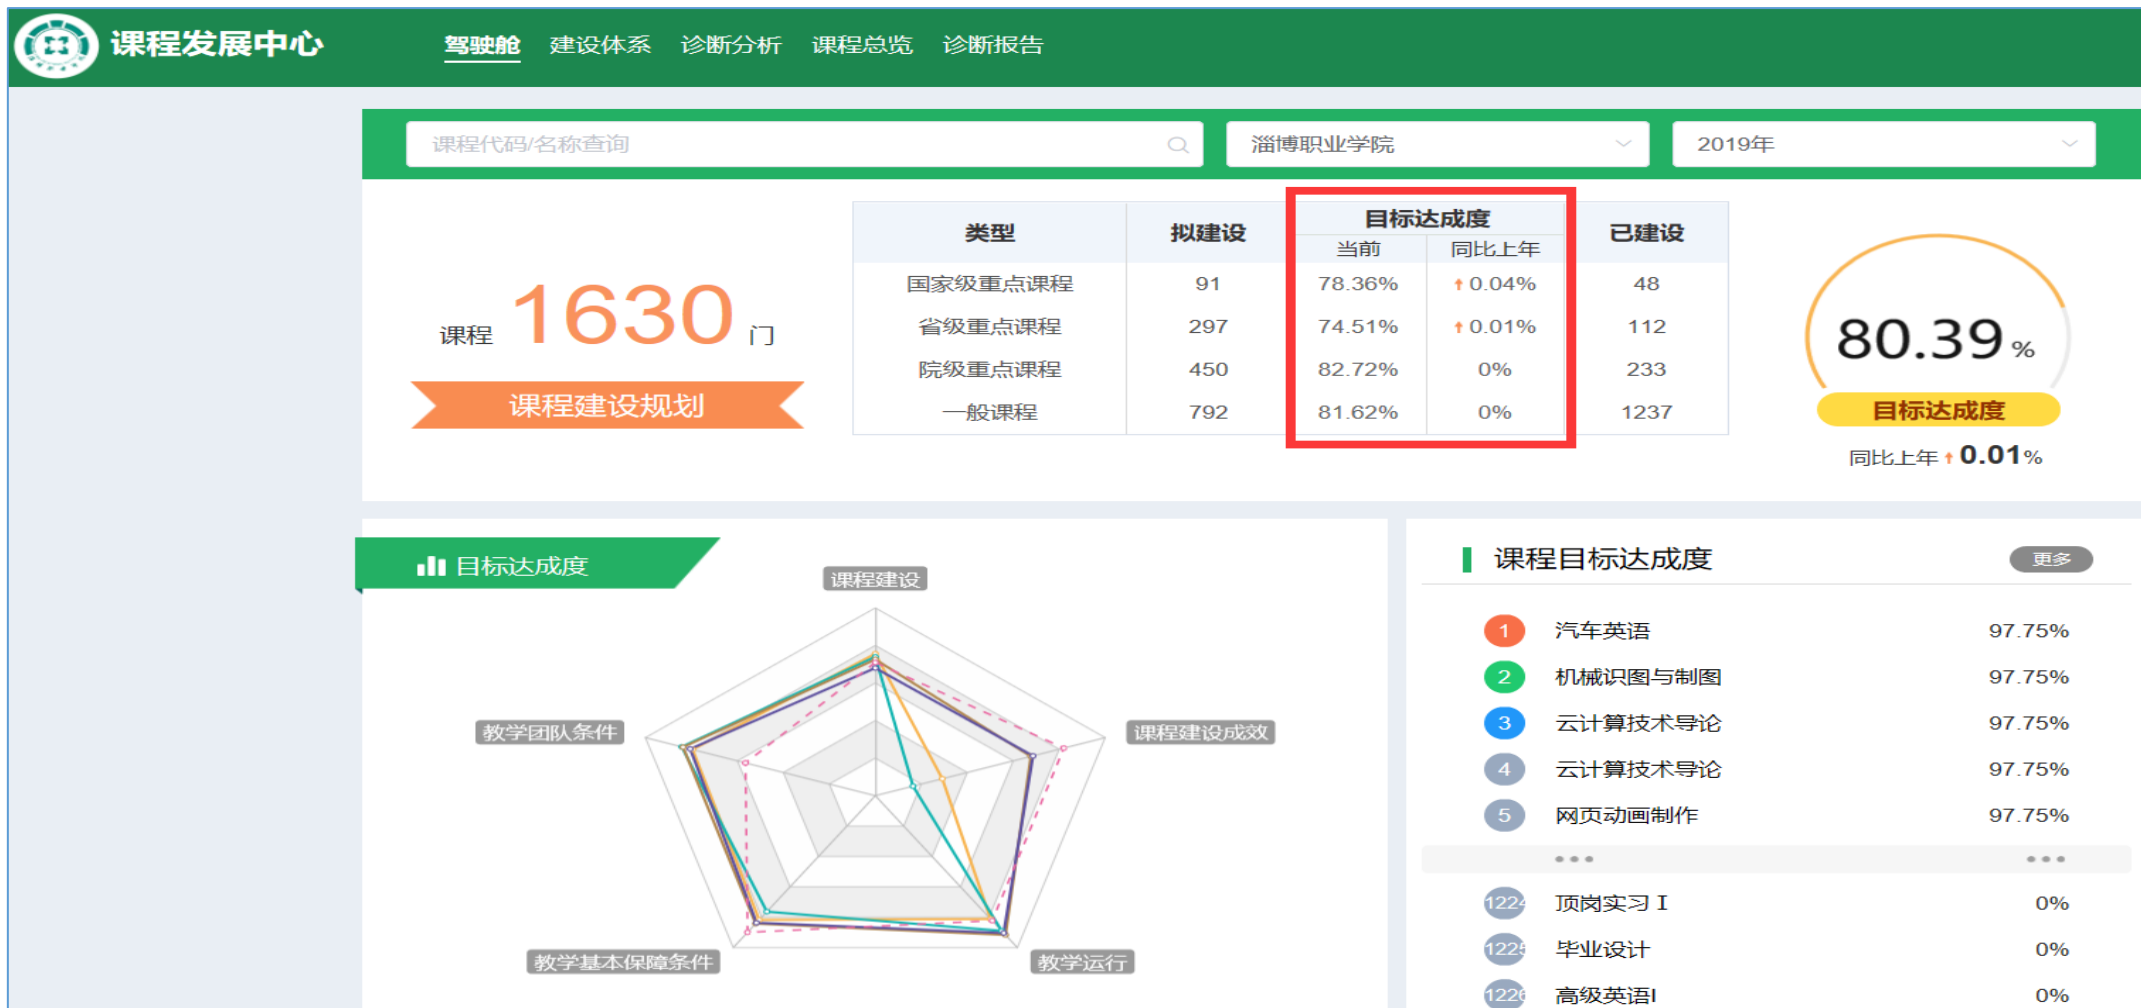 课程发展中心 驾驶舱 建设体系 诊断分析 课程总览 诊断报告
课程代码/名称查询 淄博职业学院 2019年
课程 1630 门
课程建设规划
类型 拟建设 目标达成度 已建设
当前 同比上年
国家级重点课程 91 78.36% ↑0.04% 48
省级重点课程 297 74.51% ↑0.01% 112
院级重点课程 450 82.72% 0% 233
一般课程 792 81.62% 0% 1237
80.39%
目标达成度
同比上年↑0.01%
目标达成度
课程建设
课程建设成效
教学团队条件
教学基本保障条件
教学运行
课程目标达成度 更多
1 汽车英语 97.75%
2 机械识图与制图 97.75%
3 云计算技术导论 97.75%
4 云计算技术导论 97.75%
5 网页动画制作 97.75%
••• •••
1224 顶岗实习 I 0%
1225 毕业设计 0%
1226 高级英语I 0%